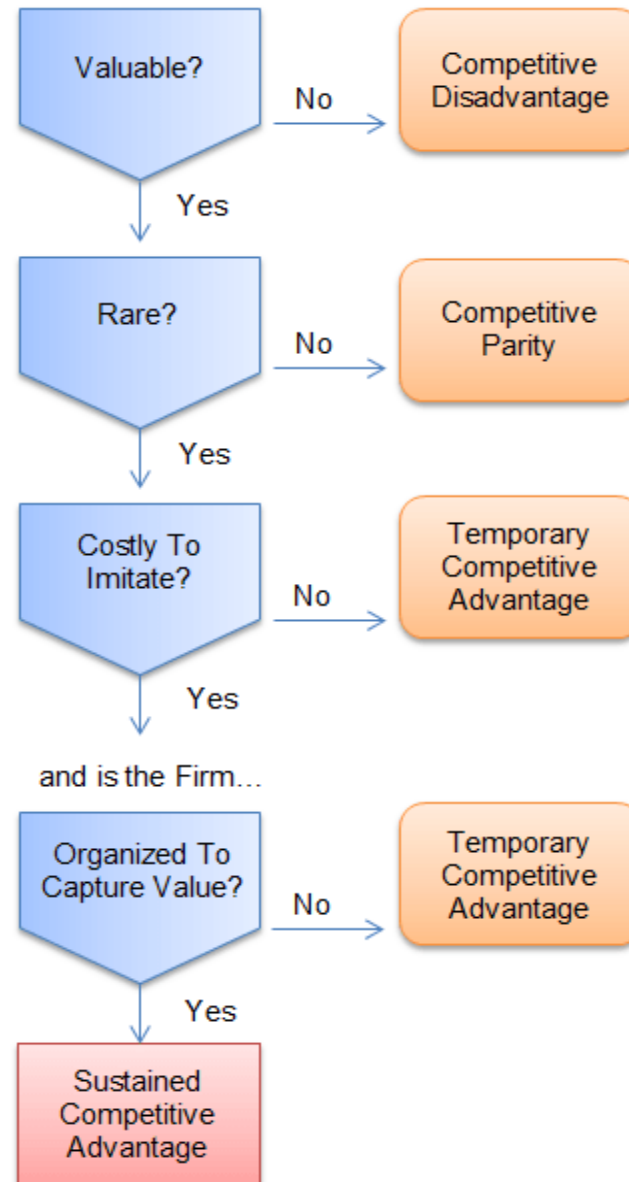 Valuable?
No
Competitive
Disadvantage
Yes
Rare?
No
Competitive
Parity
Yes
Costly To
Imitate?
No
Temporary
Competitive
Advantage
Yes
and is the Firm...
Organized To
Capture Value?
No
Temporary
Competitive
Advantage
Yes
Sustained
Competitive
Advantage